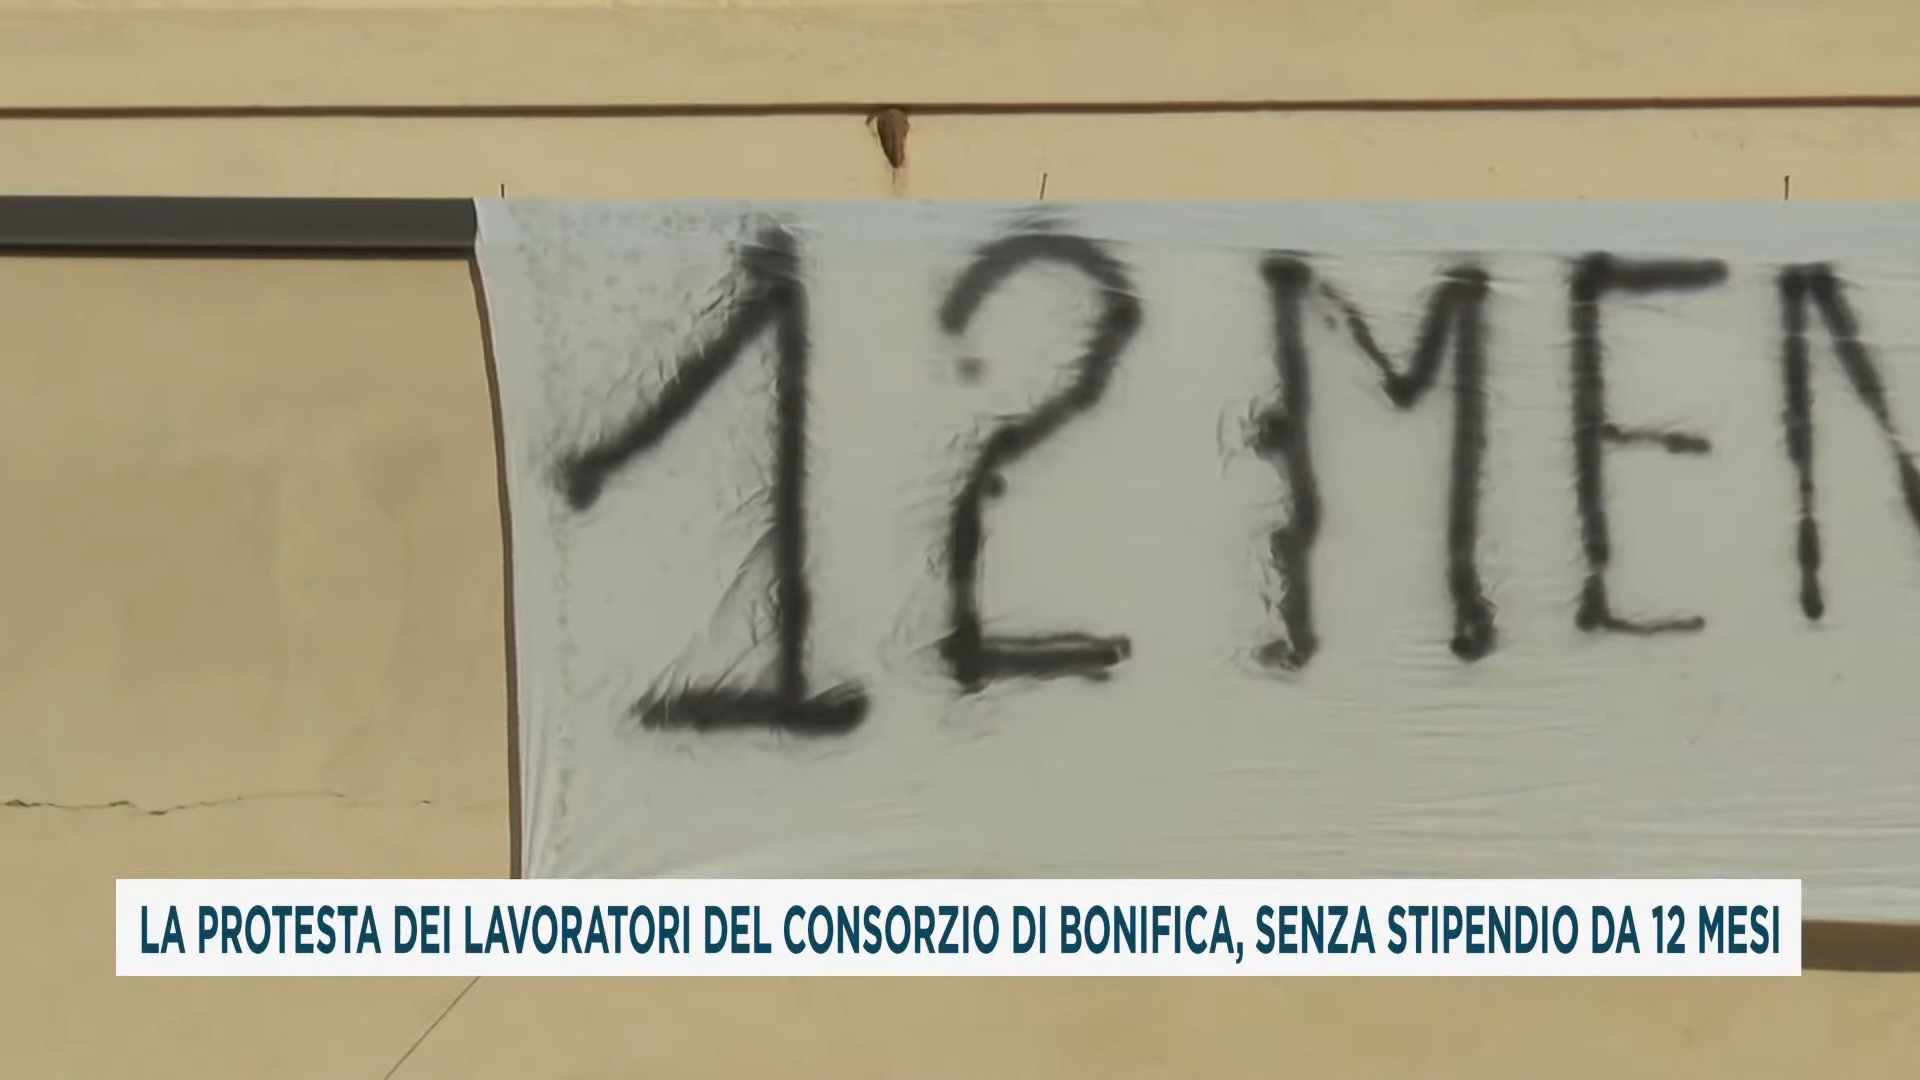 12 MEN
LA PROTESTA DEI LAVORATORI DEL CONSORZIO DI BONIFICA, SENZA STIPENDIO DA 12 MESI